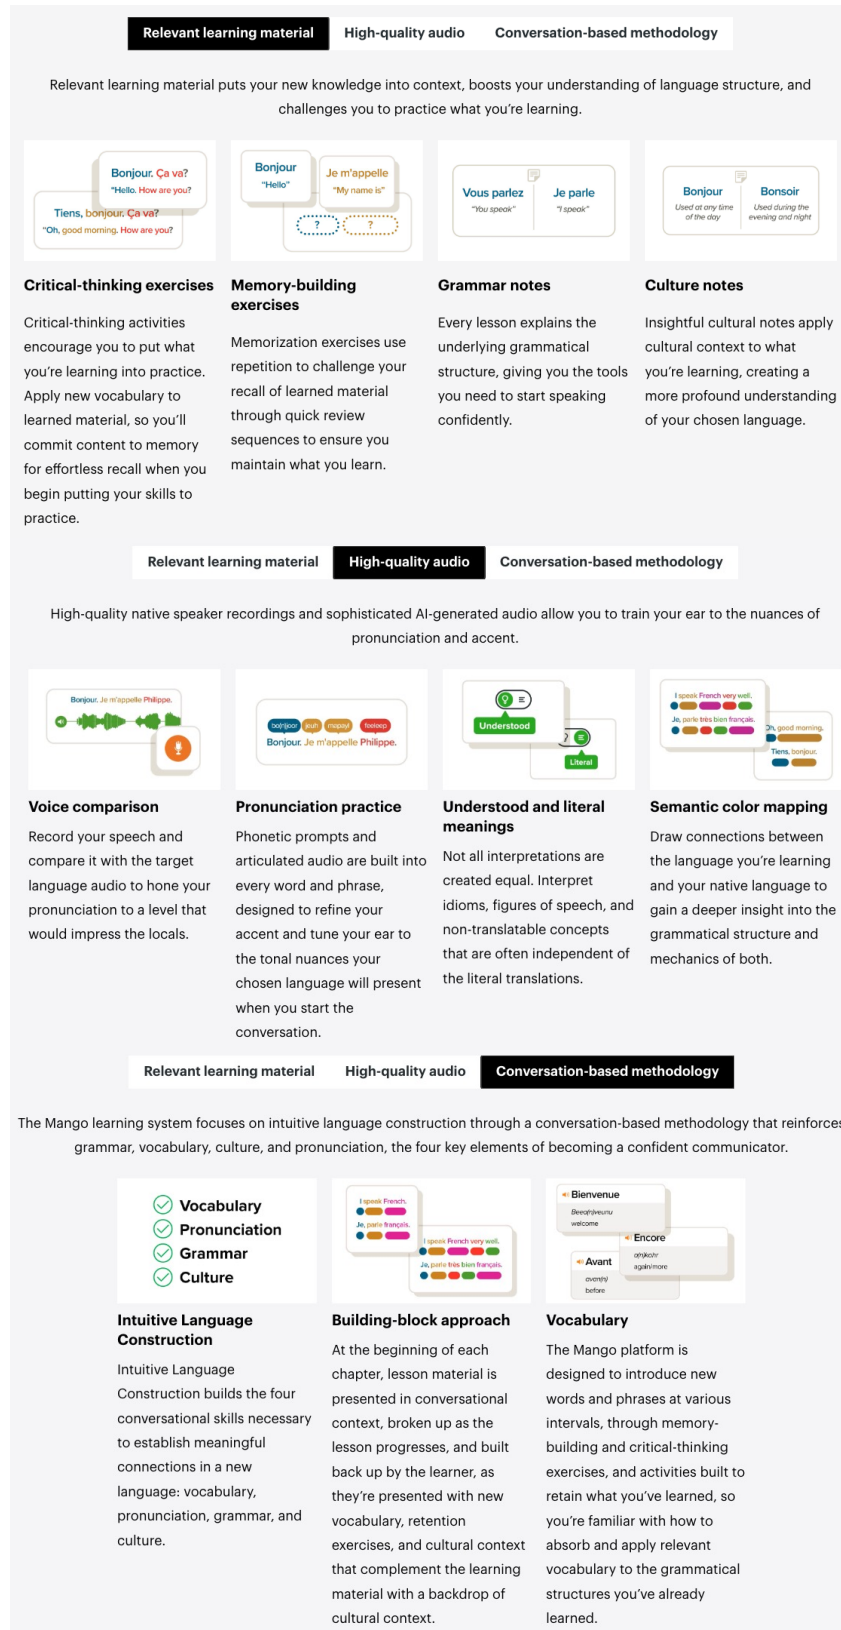 Relevant learning material High-quality audio Conversation-based methodology
Relevant learning material puts your new knowledge into context, boosts your understanding of language structure, and
challenges you to practice what you're learning.
Bonjour. Ça va?
"Hello. How are you?
Tiens, bonjour. Ça va?
"Oh, good morning. How are you?
Bonjour
"Hello"
Je m'appelle
"My name is"
? ?
Vous parlez
"You speak"
Je parle
"I speak"
Bonjour
Used at any time
of the day
Bonsoir
Used during the
evening and night
Critical-thinking exercises
Critical-thinking activities
encourage you to put what
you're learning into practice.
Apply new vocabulary to
learned material, so you'll
commit content to memory
for effortless recall when you
begin putting your skills to
practice.
Memory-building
exercises
Memorization exercises use
repetition to challenge your
recall of learned material
through quick review
sequences to ensure you
maintain what you learn.
Grammar notes
Every lesson explains the
underlying grammatical
structure, giving you the tools
you need to start speaking
confidently.
Culture notes
Insightful cultural notes apply
cultural context to what
you're learning, creating a
more profound understanding
of your chosen language.
Relevant learning material High-quality audio Conversation-based methodology
High-quality native speaker recordings and sophisticated AI-generated audio allow you to train your ear to the nuances of
pronunciation and accent.
Bonjour. Je m'appelle Philippe.
Voice comparison
Record your speech and
compare it with the target
language audio to hone your
pronunciation to a level that
would impress the locals.
bo(n)joor jeuh mapayl feeleep
Bonjour. Je m'appelle Philippe.
Pronunciation practice
Phonetic prompts and
articulated audio are built into
every word and phrase,
designed to refine your
accent and tune your ear to
the tonal nuances your
chosen language will present
when you start the
conversation.
Understood
Literal
Understood and literal
meanings
Not all interpretations are
created equal. Interpret
idioms, figures of speech, and
non-translatable concepts
that are often independent of
the literal translations.
I speak French very well.
Je, parle très bien français.
Oh, good morning.
Tiens, bonjour.
Semantic color mapping
Draw connections between
the language you're learning
and your native language to
gain a deeper insight into the
grammatical structure and
mechanics of both.
Relevant learning material High-quality audio Conversation-based methodology
The Mango learning system focuses on intuitive language construction through a conversation-based methodology that reinforces
grammar, vocabulary, culture, and pronunciation, the four key elements of becoming a confident communicator.
Vocabulary
Pronunciation
Grammar
Culture
Intuitive Language
Construction
Intuitive Language
Construction builds the four
conversational skills necessary
to establish meaningful
connections in a new
language: vocabulary,
pronunciation, grammar, and
culture.
I speak French.
Je, parle français.
I speak French very well.
Je, parle très bien français.
Building-block approach
At the beginning of each
chapter, lesson material is
presented in conversational
context, broken up as the
lesson progresses, and built
back up by the learner, as
they're presented with new
vocabulary, retention
exercises, and cultural context
that complement the learning
material with a backdrop of
cultural context.
Bienvenue
Beea(n)veunu
welcome
Encore
a(n)kohr
again/more
Avant
avan(n)
before
Vocabulary
The Mango platform is
designed to introduce new
words and phrases at various
intervals, through memory-
building and critical-thinking
exercises, and activities built to
retain what you've learned, so
you're familiar with how to
absorb and apply relevant
vocabulary to the grammatical
structures you've already
learned.